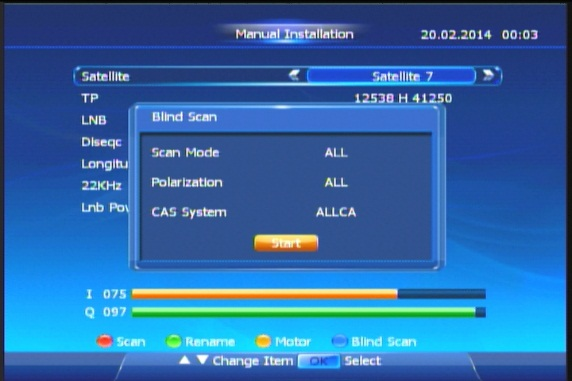 Manual Installation 20.02.2014 00:03
Satellite Satellite 7
TP 12538 H 41250
LNB
Diseqc
Longitu
22KHz
Lnb Pow
Blind Scan
Scan Mode ALL
Polarization ALL
CAS System ALLCA
Start
I 075
Q 097
Scan Rename Motor Blind Scan
Change Item OK Select